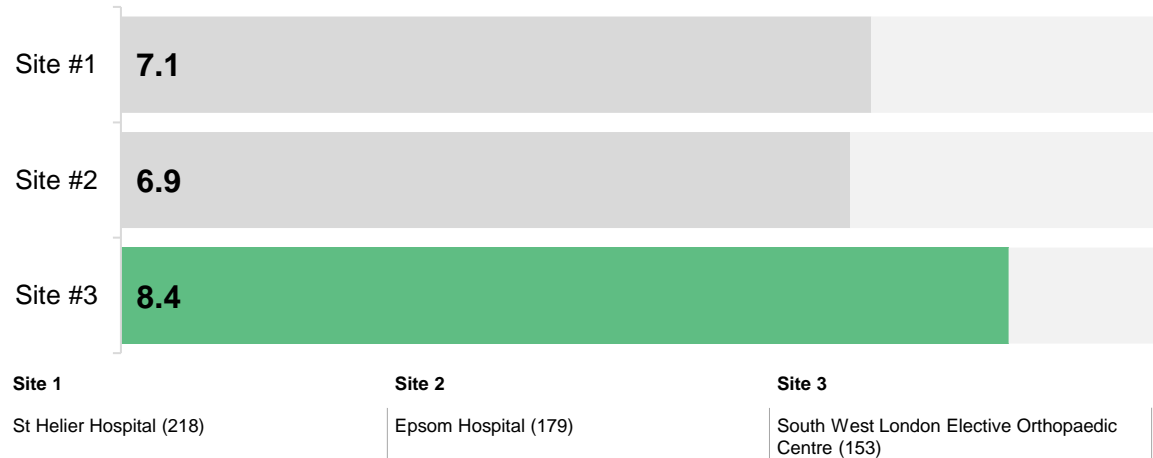 Site #1
7.1
Site #2
6.9
Site #3
8.4
Site 1
Site 2
Site 3
St Helier Hospital (218)
Epsom Hospital (179)
South West London Elective Orthopaedic
Centre (153)